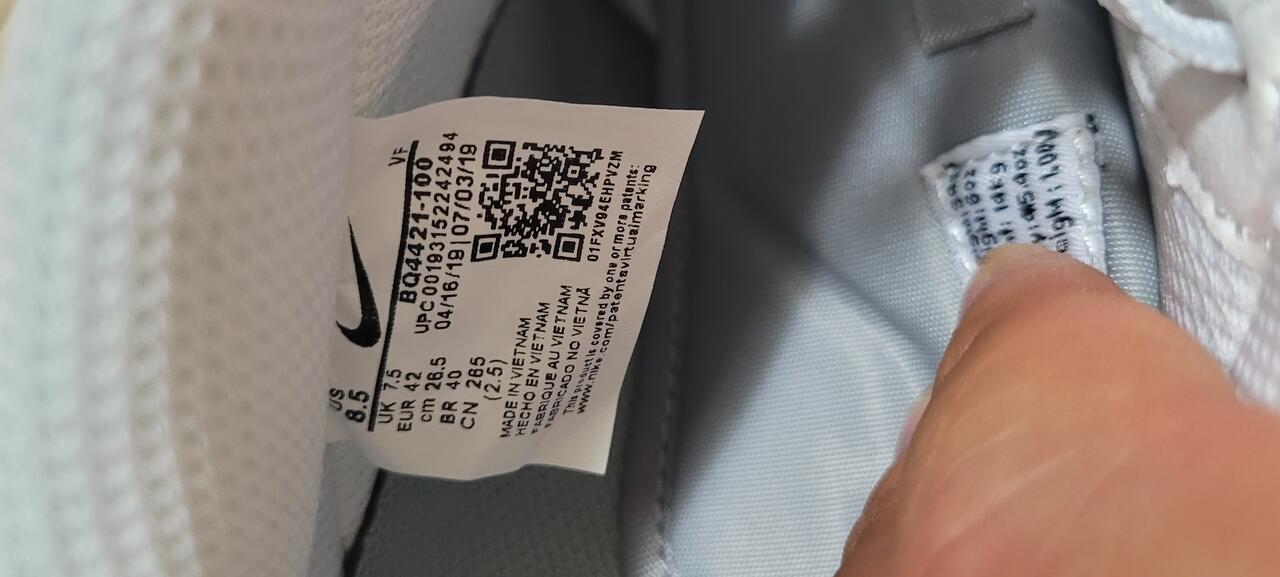 US
8.5
UK 7.5
EUR 42
cm 26.5
BR 40
CN 265
(2.5)
VF
BQ4421-100
UPC00193152242494
04/16/19|07/03/19
MADE IN VIETNAM
HECHO EN VIETNAM
FABRIQUE AU VIETNAM
FABRICADO NO VIETNÃ
01FXV94EHPVZM
This product is covered by one or more patents:
www.nike.com/patentsvirtualmarking